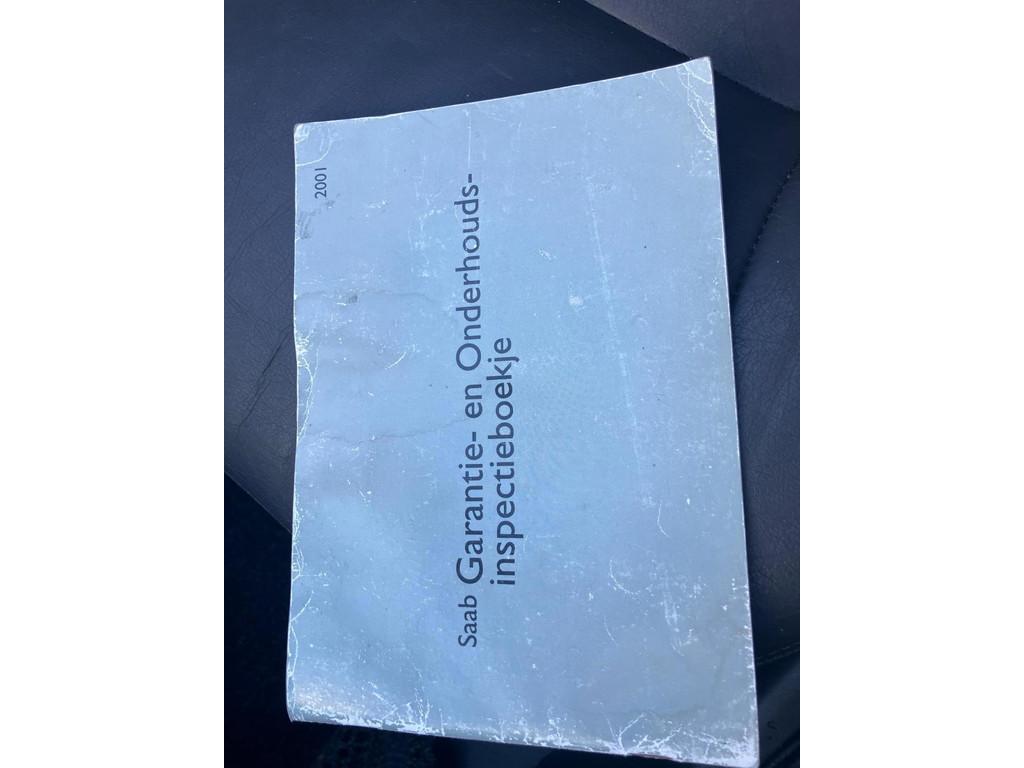 2001
Saab Garantie- en Onderhouds-
inspectieboekje